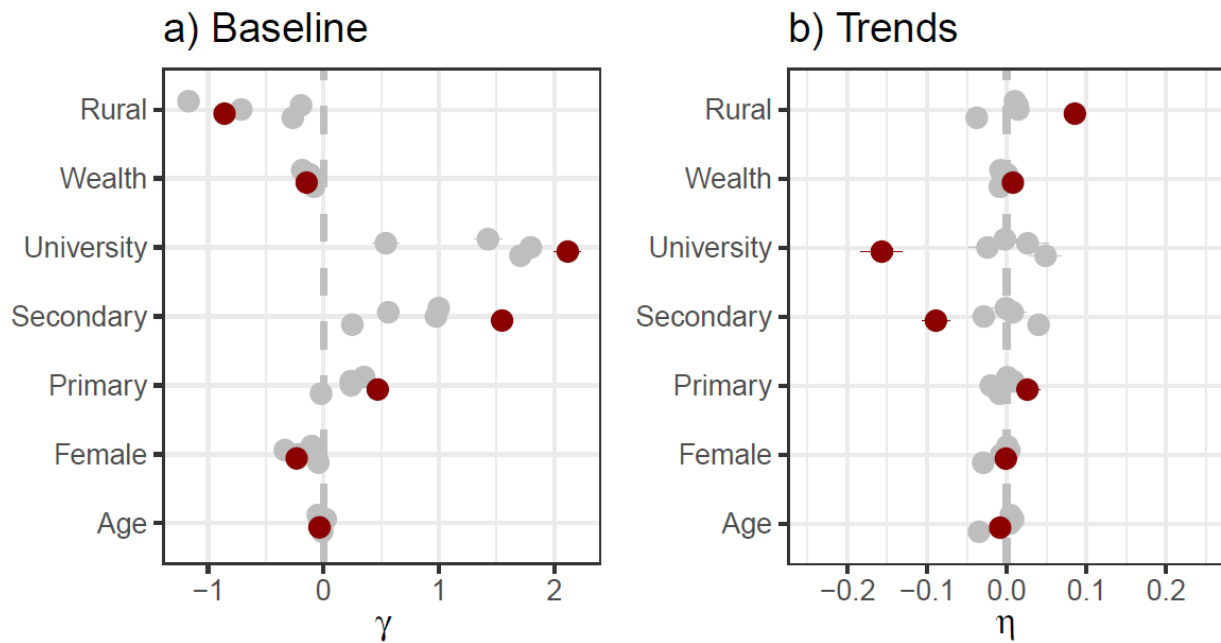 a) Baseline
Rural
Wealth
University
Secondary
Primary
Female
Age
−1 0 1 2
γ
b) Trends
Rural
Wealth
University
Secondary
Primary
Female
Age
−0.2 −0.1 0.0 0.1 0.2
η